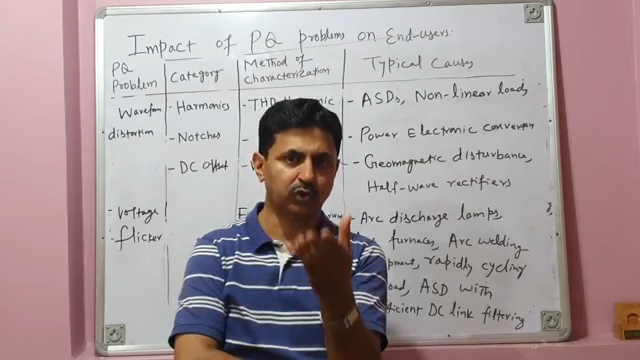 Impact of PQ problems on End-users:
PQ Problem | Category | Method of Characterization | Typical Causes
Waveform distortion - Harmonics - THD - ASDs, Non-linear loads
- Notches - - Power Electronic converters
- DC offset - - Geomagnetic disturbance,
Half-wave rectifiers
- Voltage flicker - Arc discharge lamps
furnaces, Arc welding
rapidly cycling
ASD with
DC link filtering